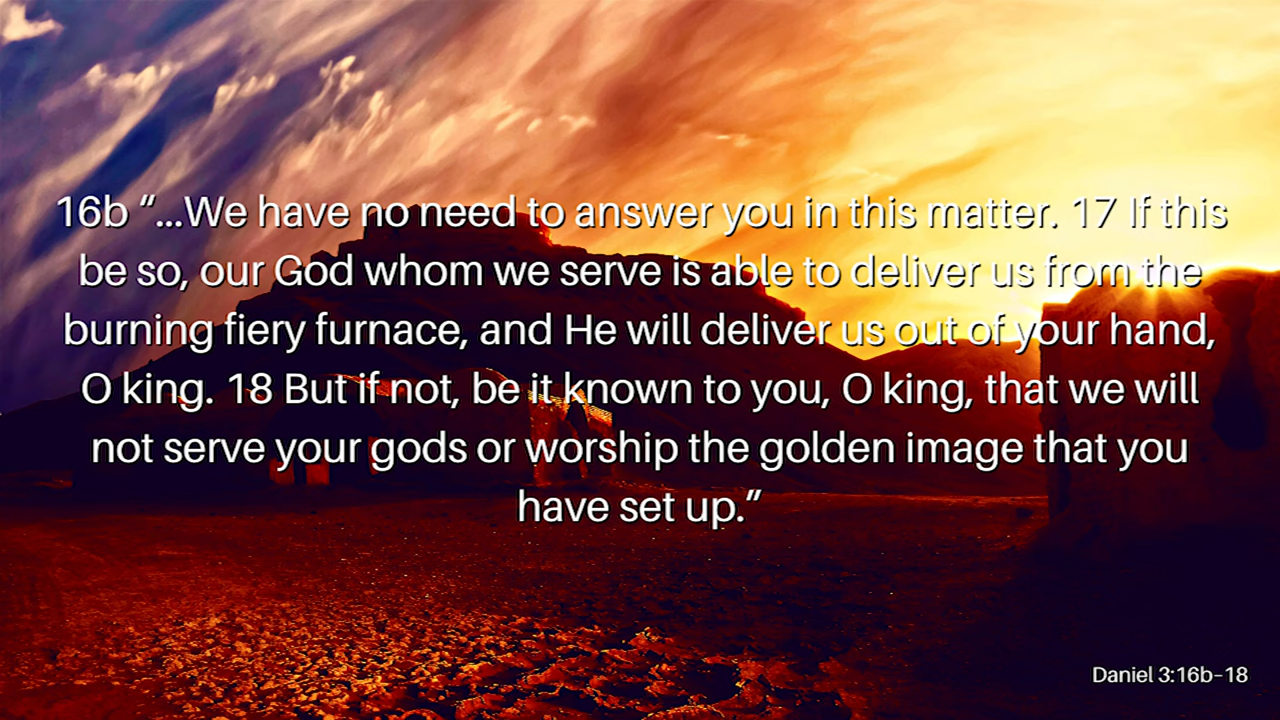 16b “...We have no need to answer you in this matter. 17 If this
be so, our God whom we serve is able to deliver us from the
burning fiery furnace, and He will deliver us out of your hand,
O king. 18 But if not, be it known to you, O king, that we will
not serve your gods or worship the golden image that you
have set up.”
Daniel 3:16b–18